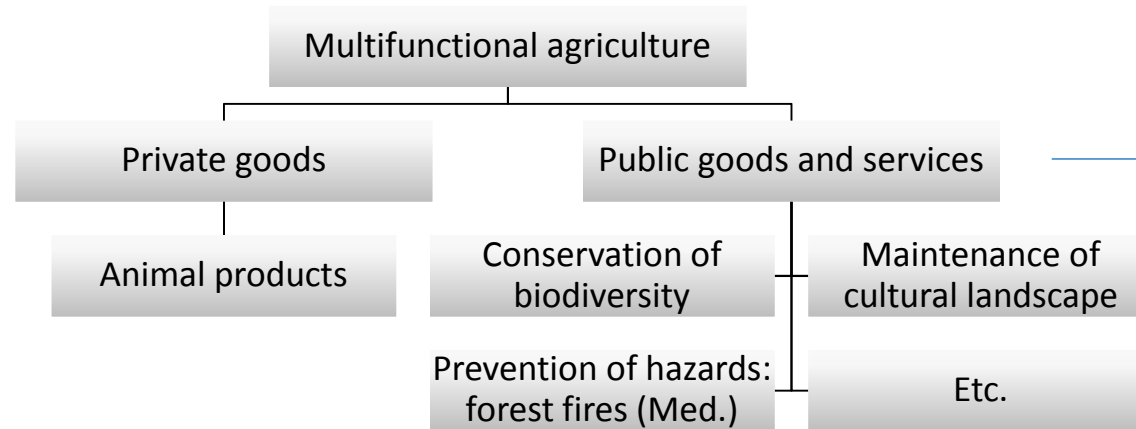 Multifunctional agriculture
Private goods
Public goods and services
Animal products
Conservation of
biodiversity
Maintenance of
cultural landscape
Prevention of hazards:
forest fires (Med.)
Etc.